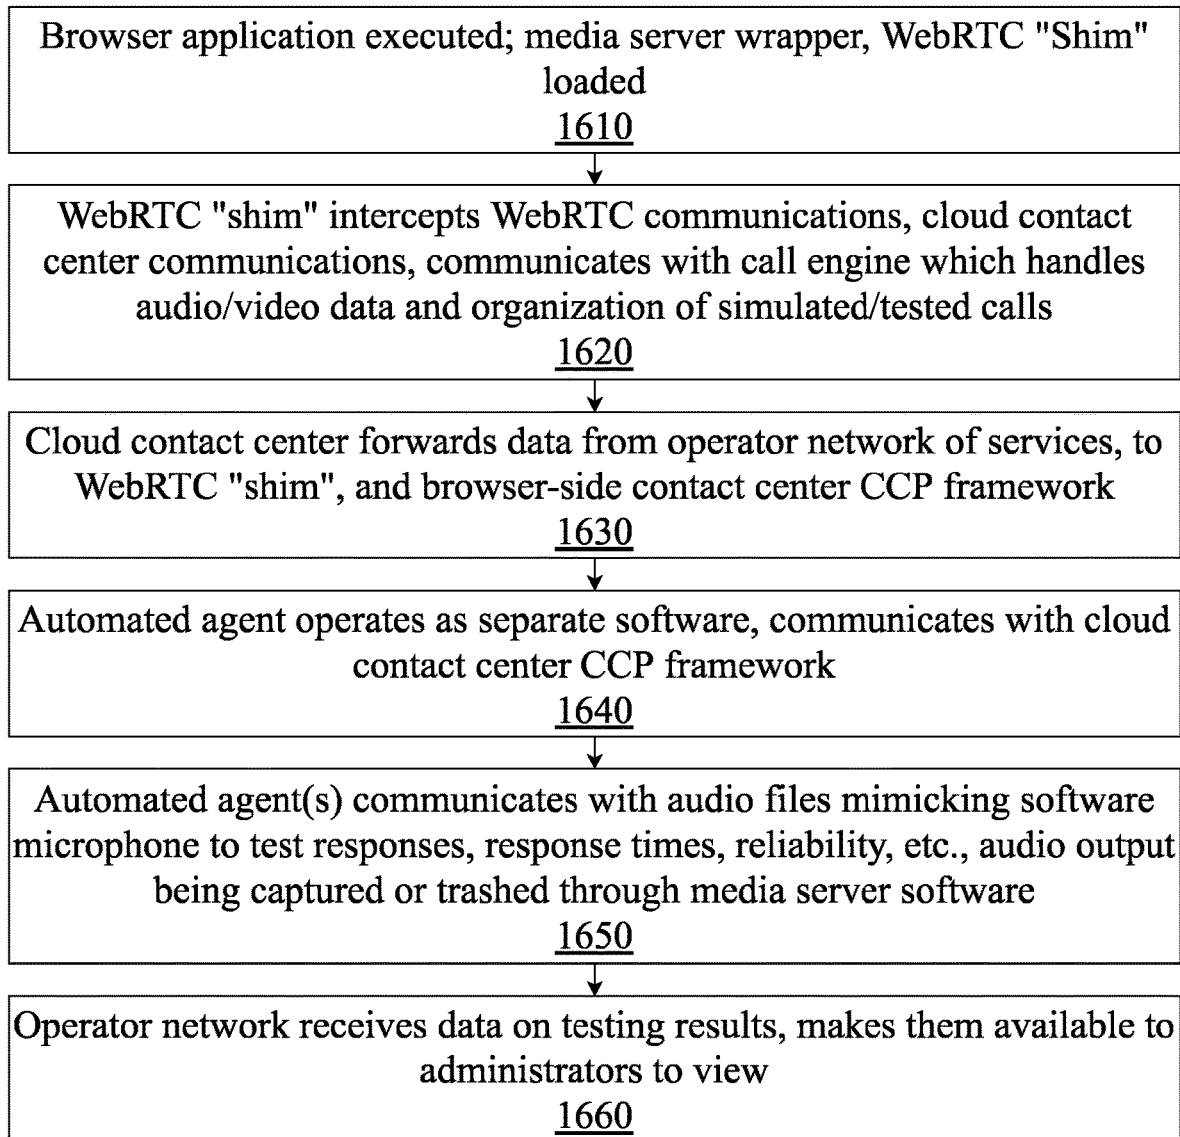 Browser application executed; media server wrapper, WebRTC "Shim"
loaded
1610
WebRTC "shim" intercepts WebRTC communications, cloud contact
center communications, communicates with call engine which handles
audio/video data and organization of simulated/tested calls
1620
Cloud contact center forwards data from operator network of services, to
WebRTC "shim", and browser-side contact center CCP framework
1630
Automated agent operates as separate software, communicates with cloud
contact center CCP framework
1640
Automated agent(s) communicates with audio files mimicking software
microphone to test responses, response times, reliability, etc., audio output
being captured or trashed through media server software
1650
Operator network receives data on testing results, makes them available to
administrators to view
1660